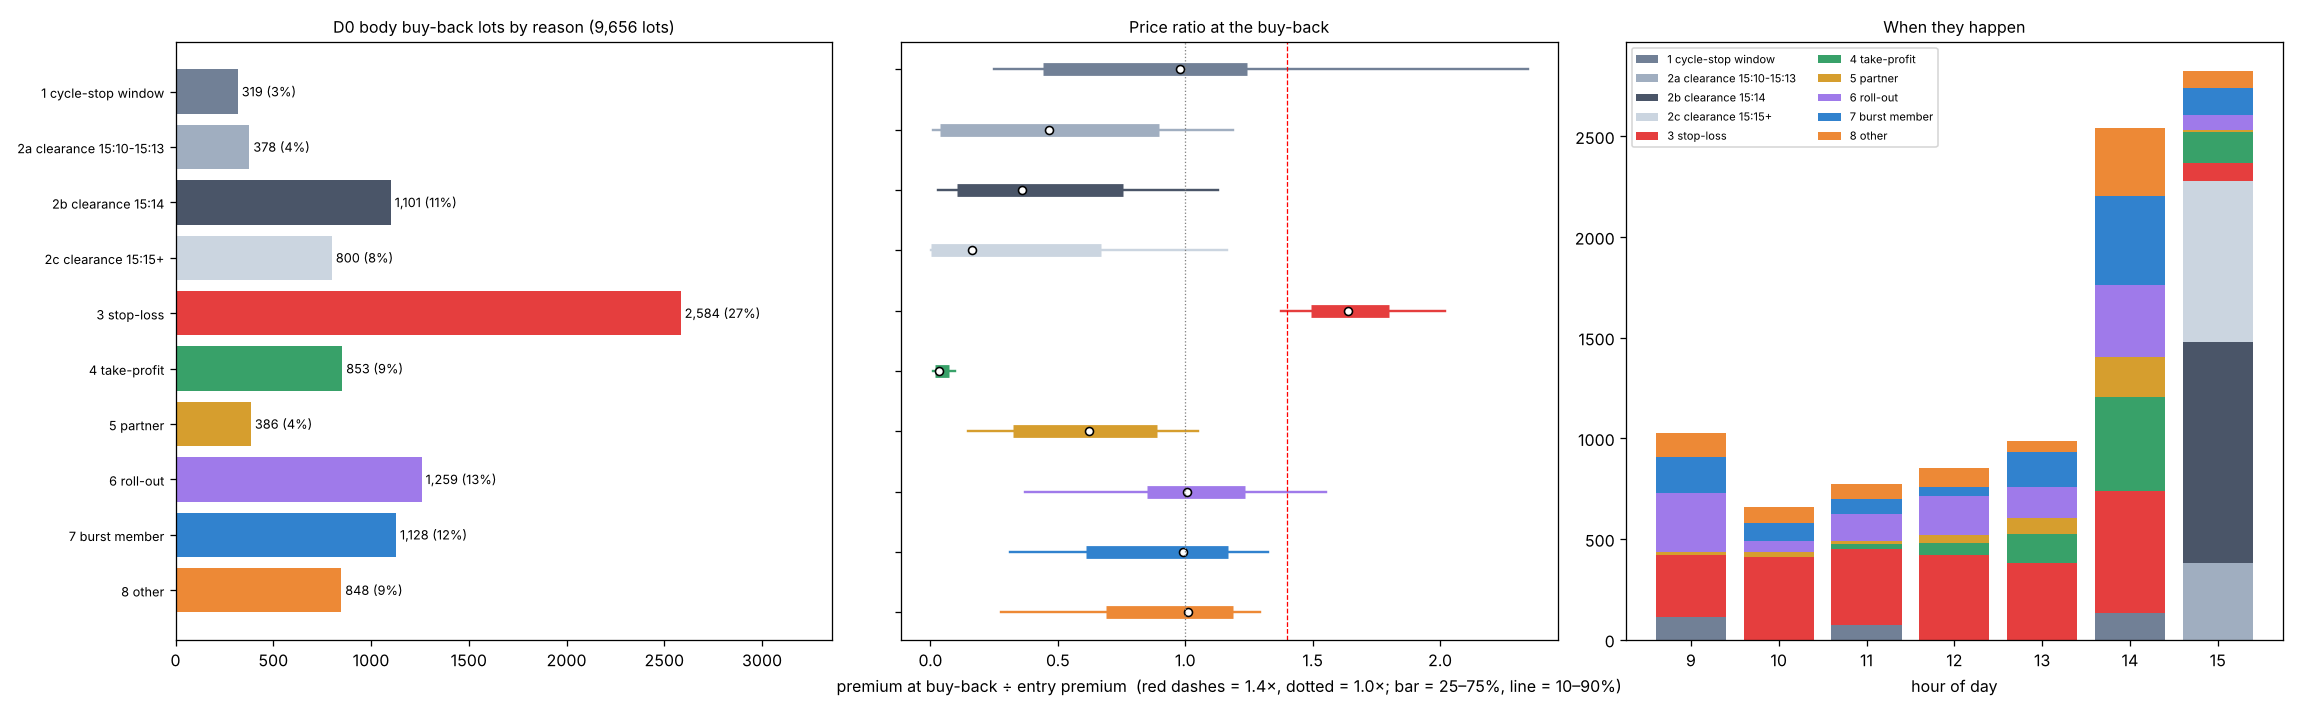 D0 body buy-back lots by reason (9,656 lots)
1 cycle-stop window
319 (3%)
2a clearance 15:10-15:13
378 (4%)
2b clearance 15:14
1,101 (11%)
2c clearance 15:15+
800 (8%)
3 stop-loss
2,584 (27%)
4 take-profit
853 (9%)
5 partner
386 (4%)
6 roll-out
1,259 (13%)
7 burst member
1,128 (12%)
8 other
848 (9%)
0 500 1000 1500 2000 2500 3000
Price ratio at the buy-back
0.0 0.5 1.0 1.5 2.0
premium at buy-back ÷ entry premium (red dashes = 1.4×, dotted = 1.0×; bar = 25–75%, line = 10–90%)
When they happen
1 cycle-stop window
2a clearance 15:10-15:13
2b clearance 15:14
2c clearance 15:15+
3 stop-loss
4 take-profit
5 partner
6 roll-out
7 burst member
8 other
2500
2000
1500
1000
500
0
9 10 11 12 13 14 15
hour of day